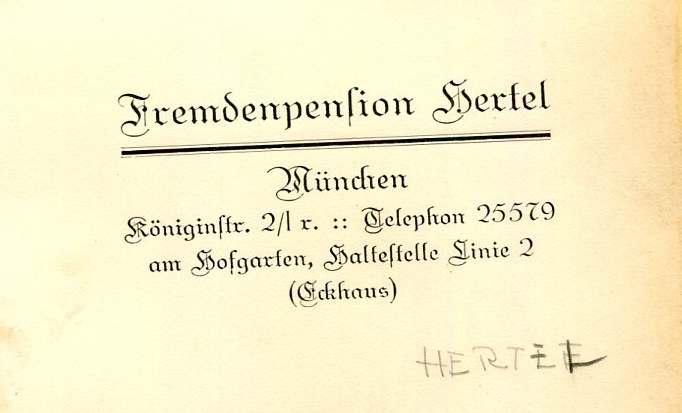 Fremdenpension Hertel
München
Königinstr. 2/I r. :: Telephon 25579
am Hofgarten, Haltestelle Linie 2
(Eckhaus)
HERTEL